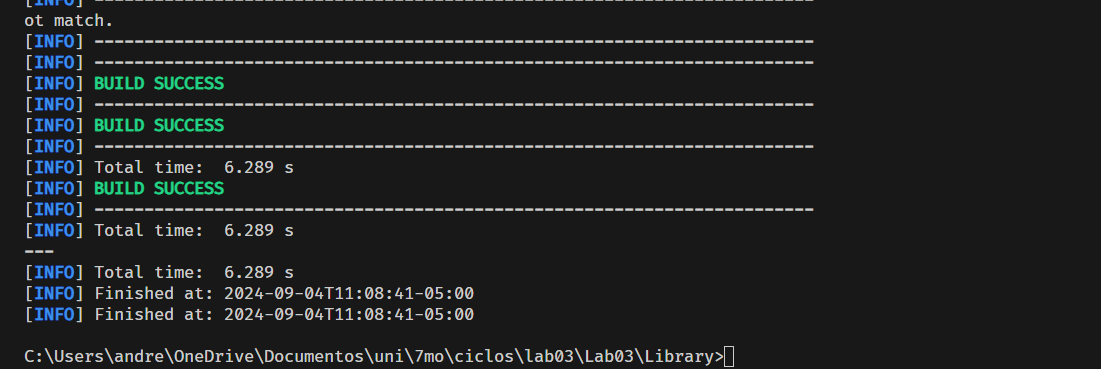 [INFO] ------------------------------------------------------------------------
ot match.
[INFO] ------------------------------------------------------------------------
[INFO] ------------------------------------------------------------------------
[INFO] BUILD SUCCESS
[INFO] ------------------------------------------------------------------------
[INFO] BUILD SUCCESS
[INFO] ------------------------------------------------------------------------
[INFO] Total time:  6.289 s
[INFO] BUILD SUCCESS
[INFO] ------------------------------------------------------------------------
[INFO] Total time:  6.289 s
---
[INFO] Total time:  6.289 s
[INFO] Finished at: 2024-09-04T11:08:41-05:00
[INFO] Finished at: 2024-09-04T11:08:41-05:00
C:\Users\andre\OneDrive\Documentos\uni\7mo\ciclos\lab03\Lab03\Library>